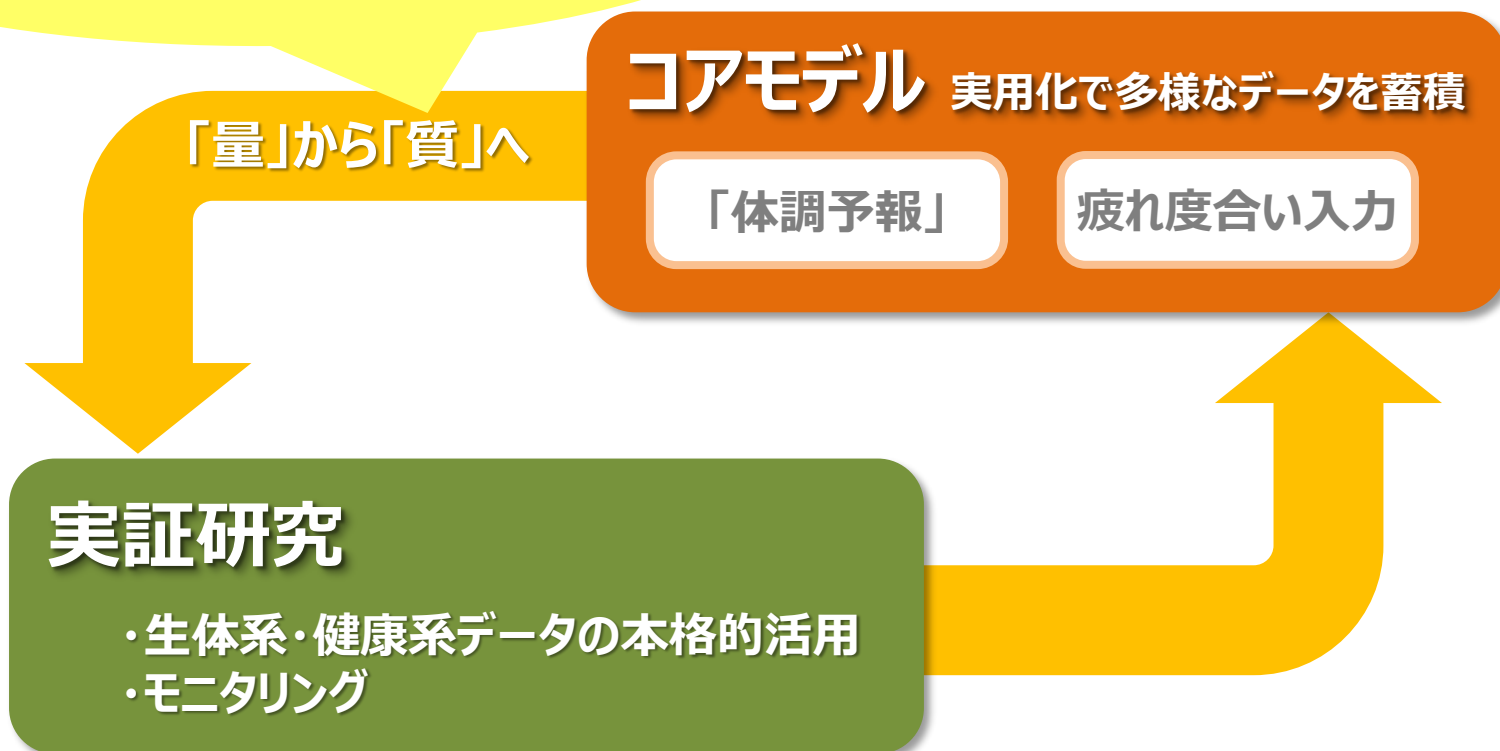 コアモデル 実用化で多様なデータを蓄積
「量」から「質」へ
「体調予報」
疲れ度合い入力
実証研究
・生体系・健康系データの本格的活用
・モニタリング